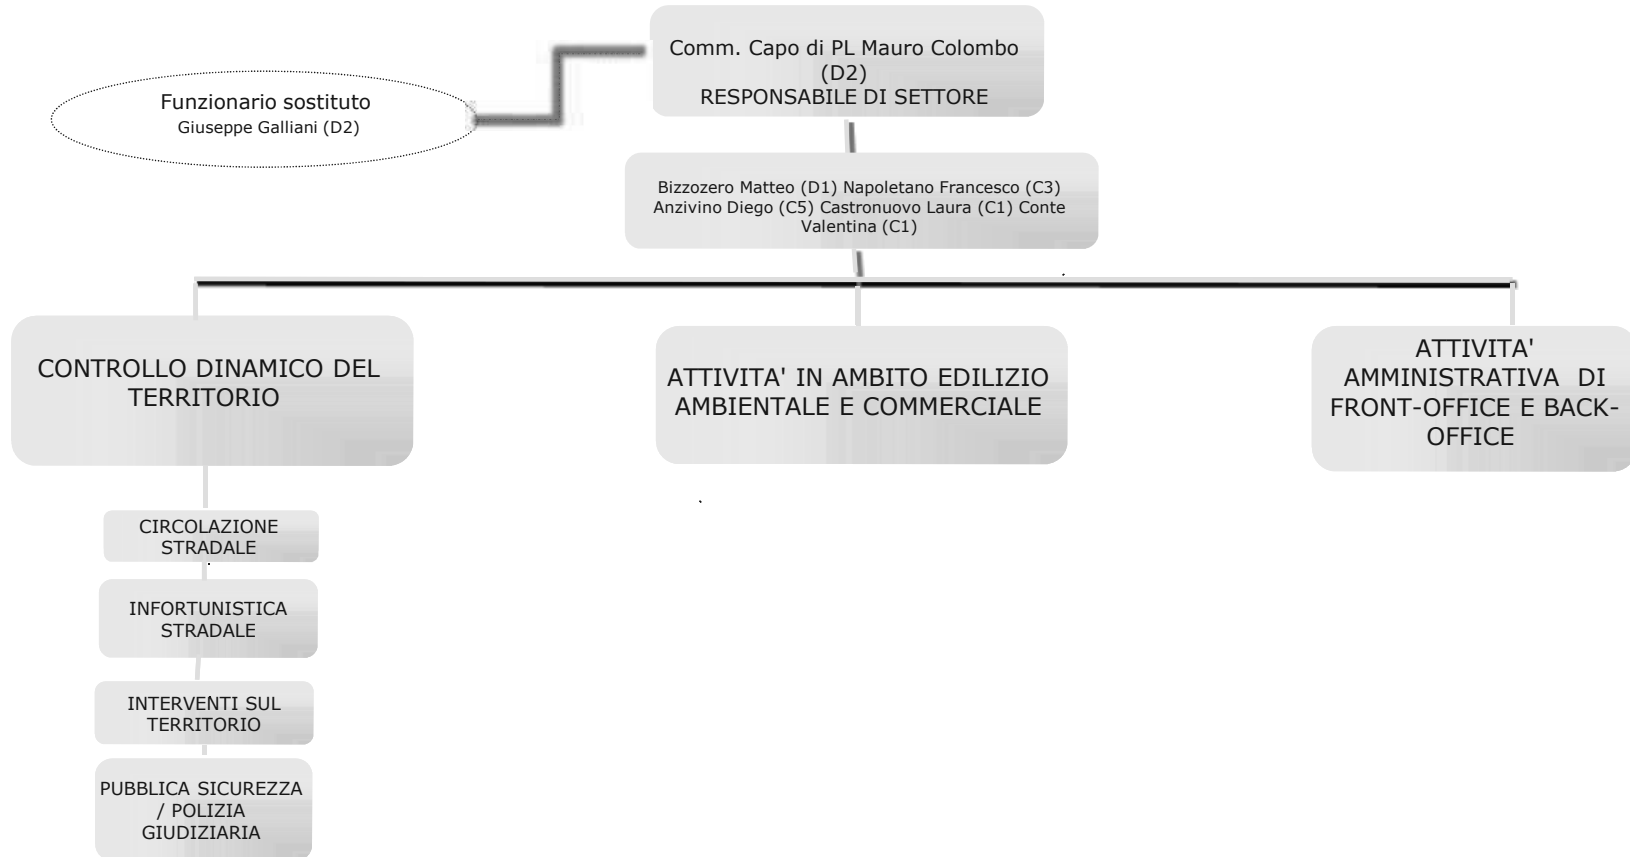 Comm. Capo di PL Mauro Colombo
(D2)
RESPONSABILE DI SETTORE
Funzionario sostituto
Giuseppe Galliani (D2)
Bizzozero Matteo (D1) Napoletano Francesco (C3)
Anzivino Diego (C5) Castronuovo Laura (C1) Conte
Valentina (C1)
CONTROLLO DINAMICO DEL
TERRITORIO
ATTIVITA' IN AMBITO EDILIZIO
AMBIENTALE E COMMERCIALE
ATTIVITA'
AMMINISTRATIVA DI
FRONT-OFFICE E BACK-
OFFICE
CIRCOLAZIONE
STRADALE
INFORTUNISTICA
STRADALE
INTERVENTI SUL
TERRITORIO
PUBBLICA SICUREZZA
/ POLIZIA
GIUDIZIARIA